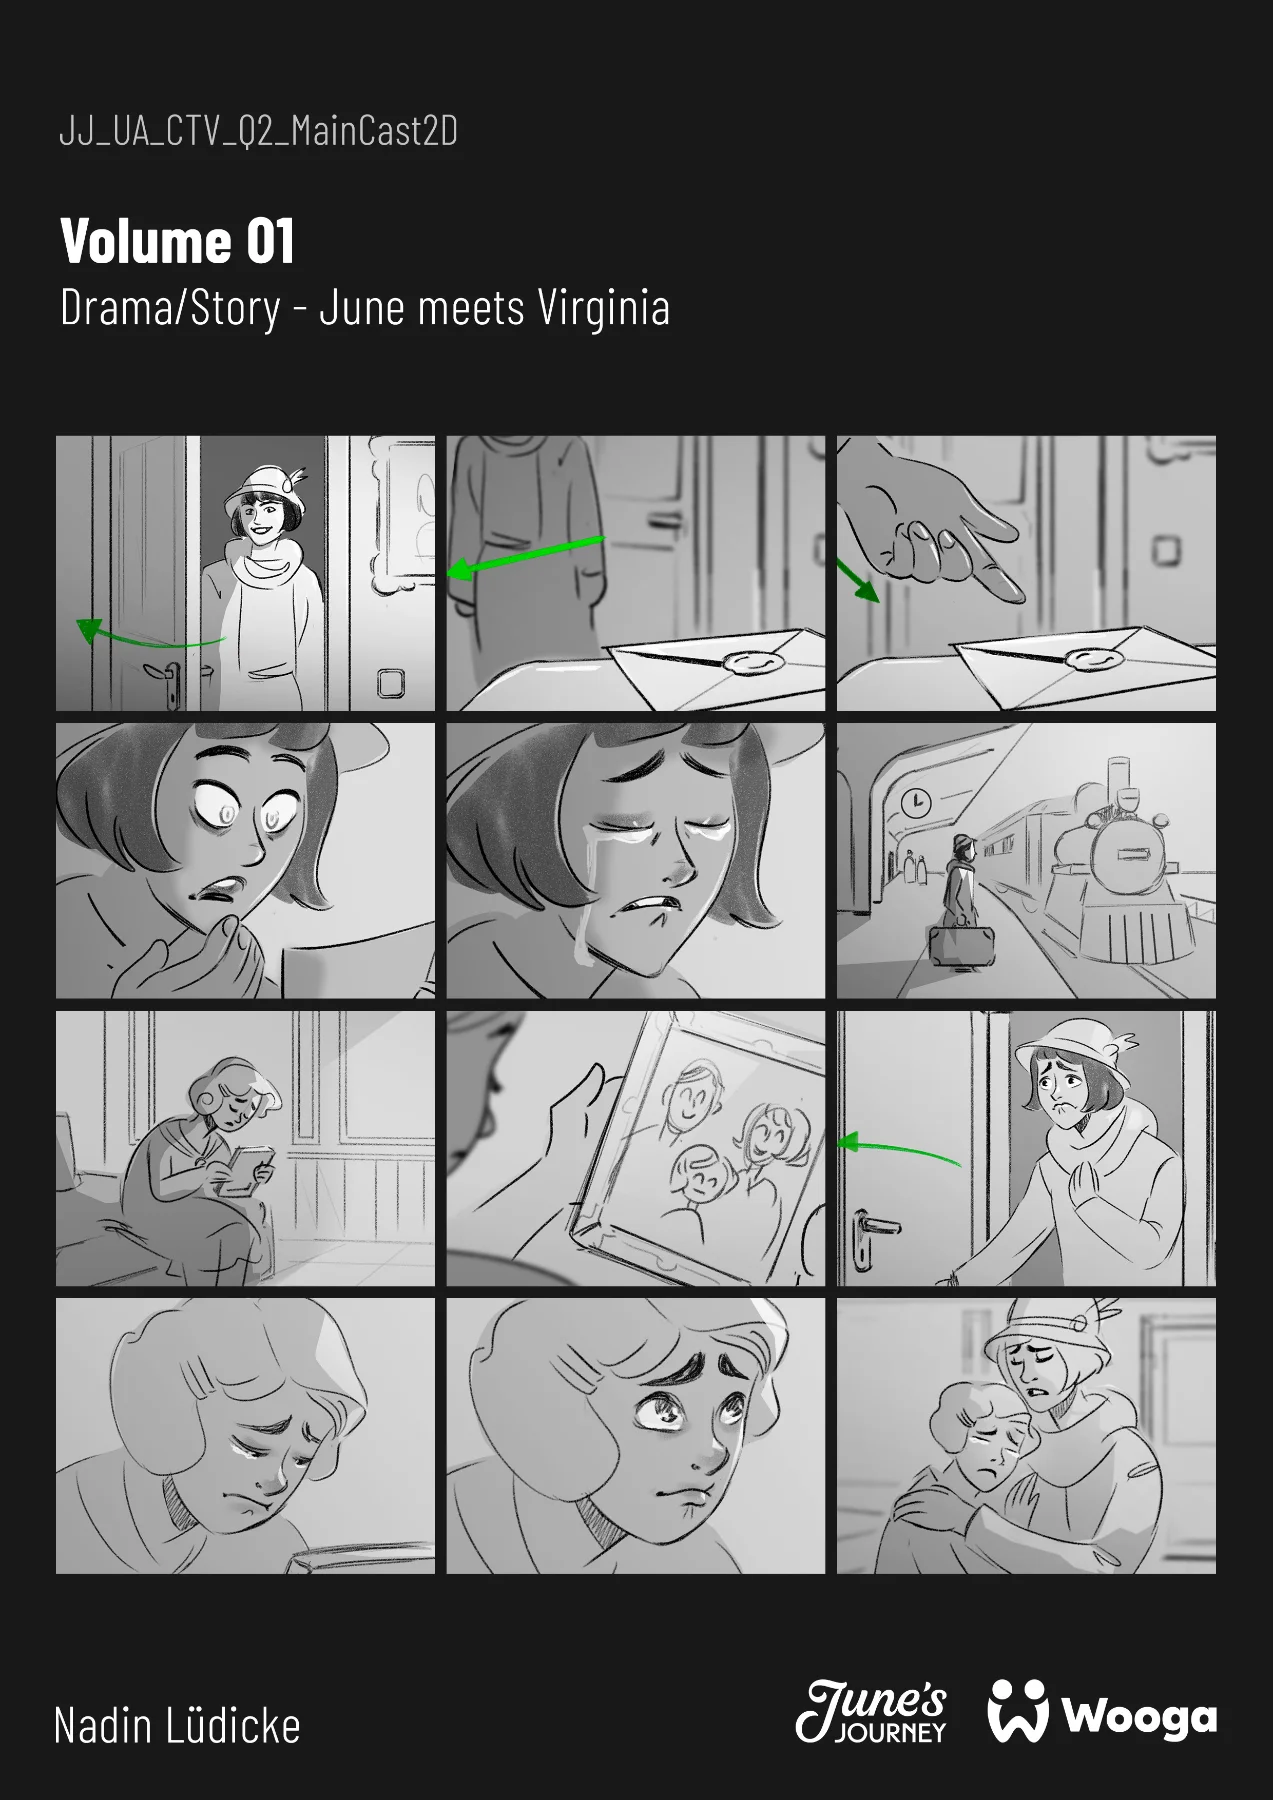 JJ_UA_CTV_Q2_MainCast2D
Volume 01
Drama/Story - June meets Virginia
Nadin Lüdicke
June's
JOURNEY
Wooga